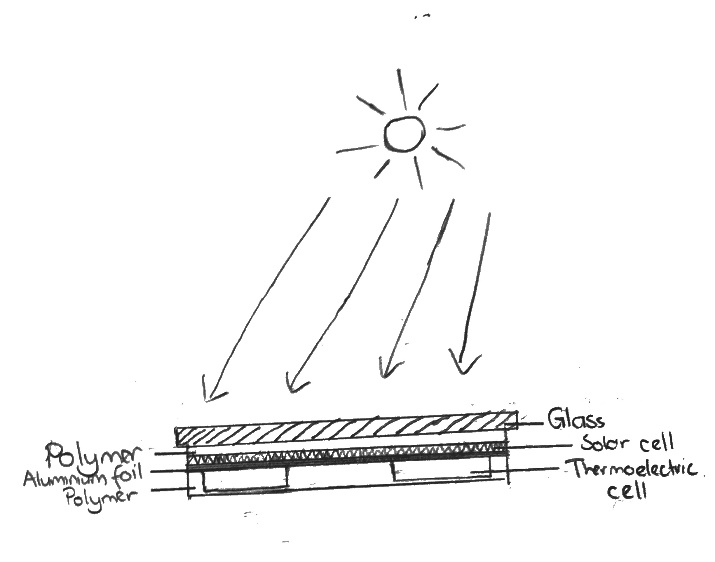 Glass
Polymer
Solar cell
Aluminium foil
Thermoelectric
cell
Polymer